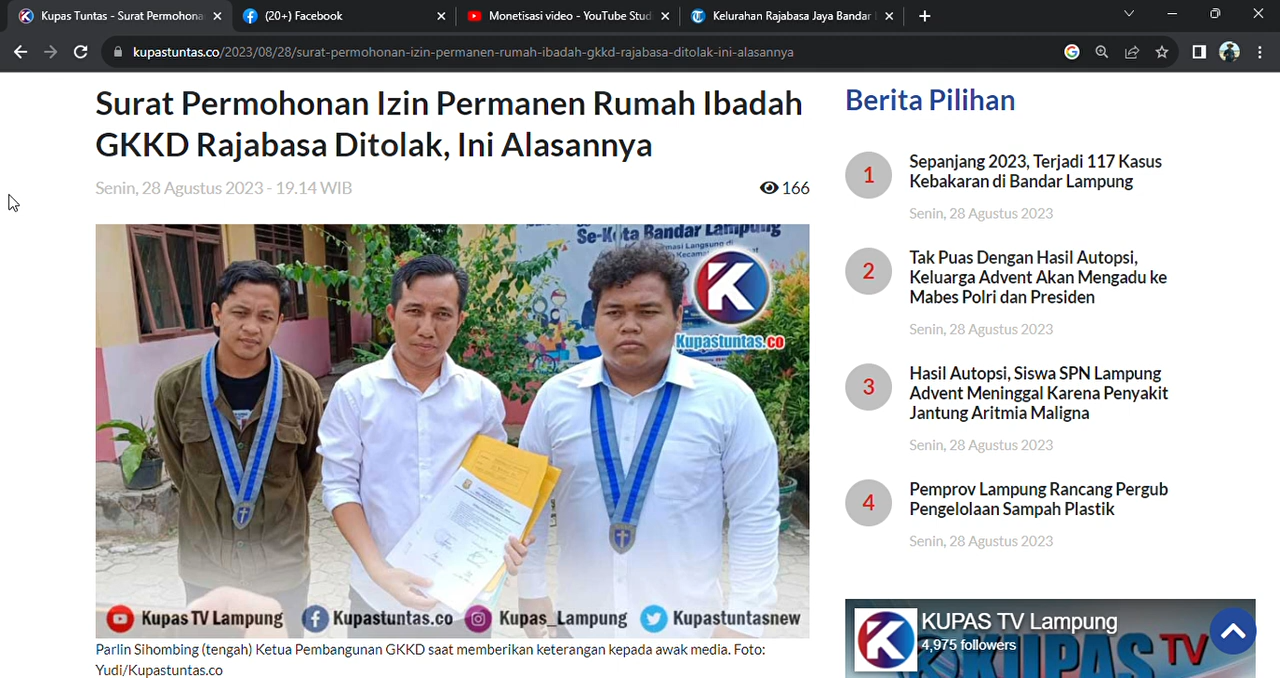 Kupas Tuntas - Surat Permohona
(20+) Facebook
Monetisasi video - YouTube Stud
Kelurahan Rajabasa Jaya Bandar
kupastuntas.co/2023/08/28/surat-permohonan-izin-permanen-rumah-ibadah-gkkd-rajabasa-ditolak-ini-alasannya
Surat Permohonan Izin Permanen Rumah Ibadah
GKKD Rajabasa Ditolak, Ini Alasannya
Senin, 28 Agustus 2023 - 19.14 WIB
166
Se-Kota Bandar Lampung
K
Kupastuntas.co
Kupas TV Lampung
Kupastuntas.co
Kupas_Lampung
Kupastuntasnew
Parlin Sihombing (tengah) Ketua Pembangunan GKKD saat memberikan keterangan kepada awak media. Foto:
Yudi/Kupastuntas.co
Berita Pilihan
1
Sepanjang 2023, Terjadi 117 Kasus
Kebakaran di Bandar Lampung
Senin, 28 Agustus 2023
2
Tak Puas Dengan Hasil Autopsi,
Keluarga Advent Akan Mengadu ke
Mabes Polri dan Presiden
Senin, 28 Agustus 2023
3
Hasil Autopsi, Siswa SPN Lampung
Advent Meninggal Karena Penyakit
Jantung Aritmia Maligna
Senin, 28 Agustus 2023
4
Pemprov Lampung Rancang Pergub
Pengelolaan Sampah Plastik
Senin, 28 Agustus 2023
K
KUPAS TV Lampung
4,975 followers
KUPAS TV